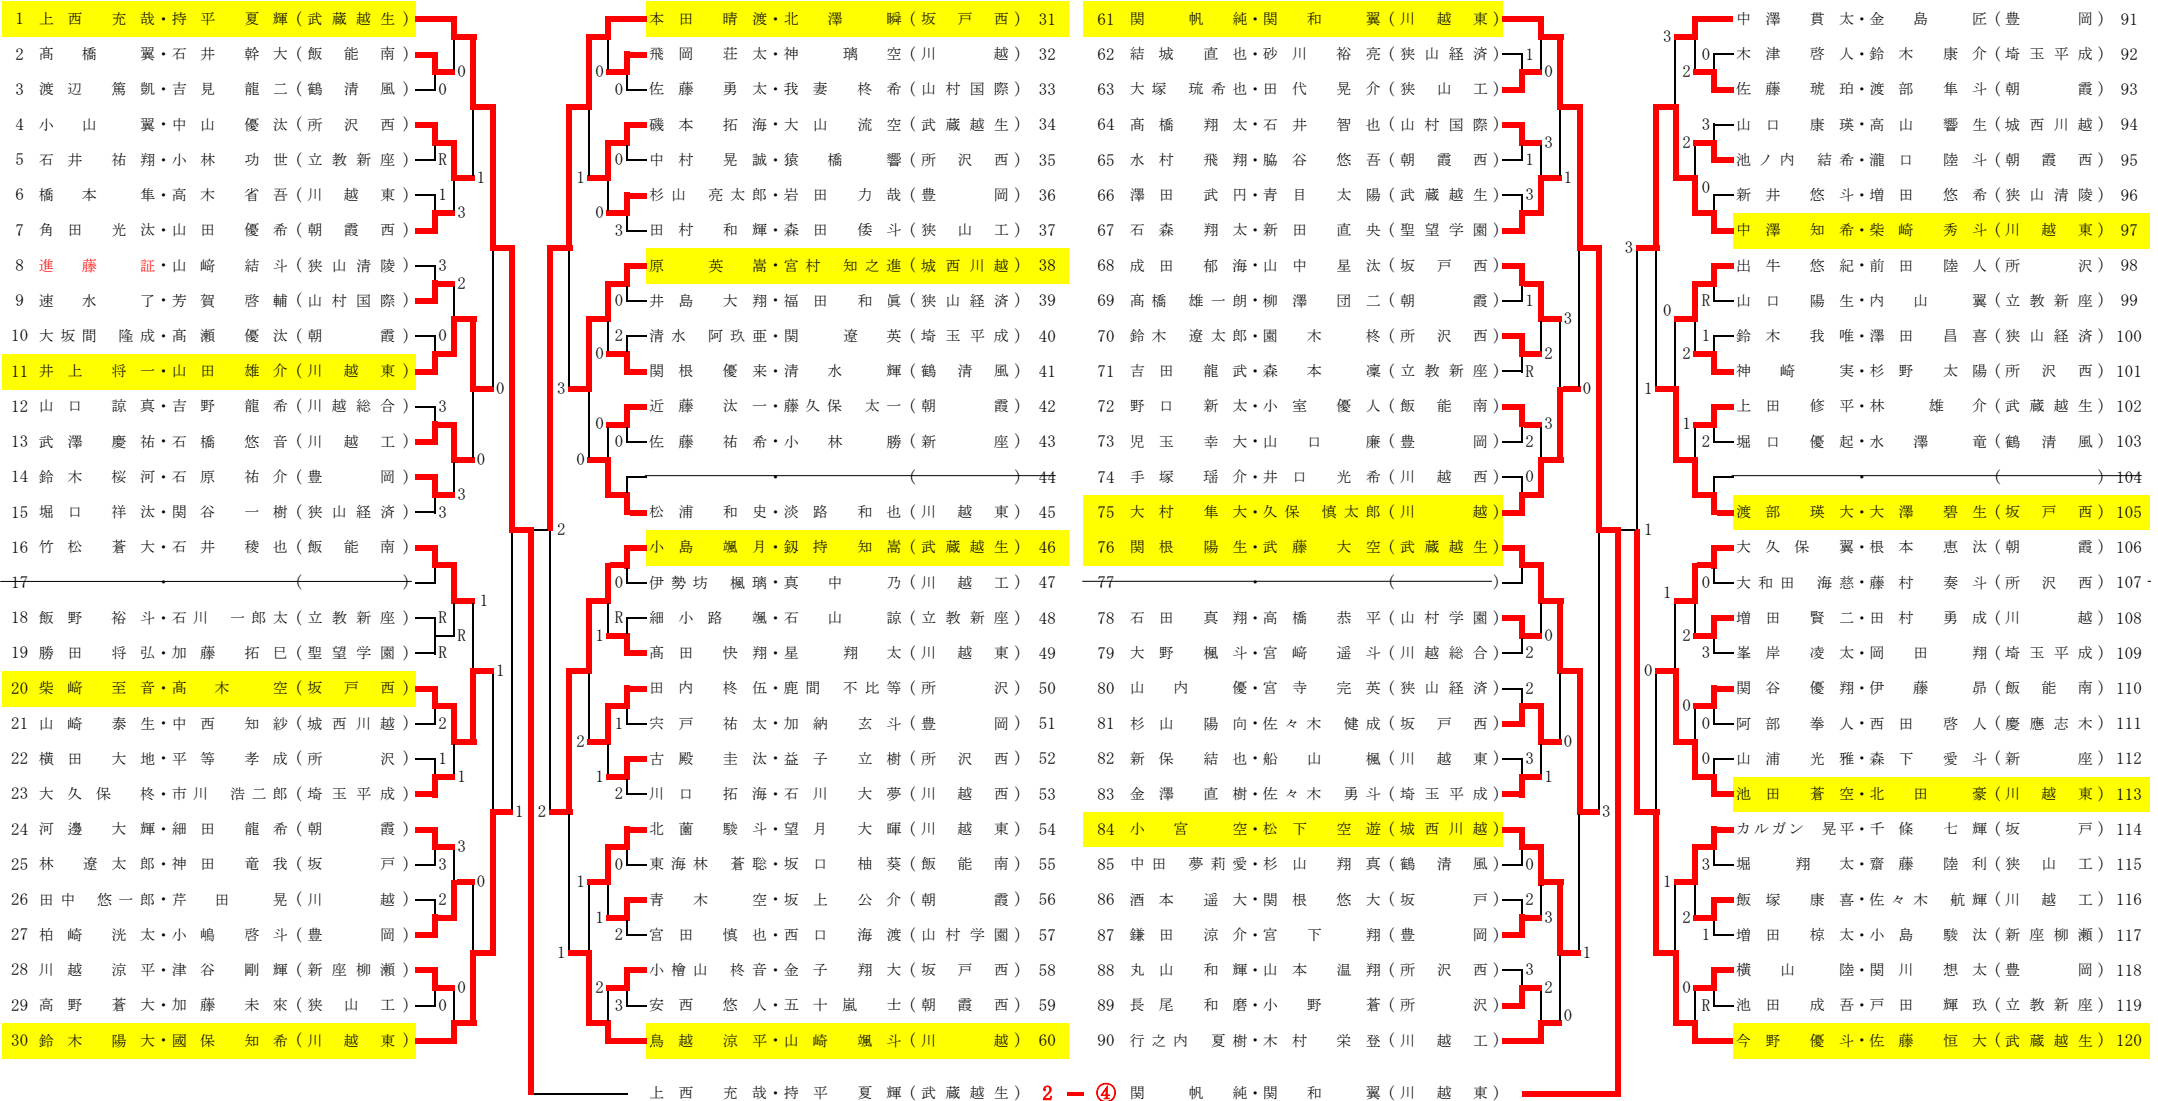 1 上西 充哉・持平 夏輝(武蔵越生)
2 髙橋 翼・石井 幹大(飯能南)
3 渡辺 篤凱・吉見 龍二(鶴清風)
4 小山 翼・中山 優汰(所沢西)
5 石井 祐翔・小林 功世(立教新座)
6 橋本 隼・高木 省吾(川越東)
7 角田 光汰・山田 優希(朝霞西)
8 進藤 証・山﨑 結斗(狭山清陵)
9 速水 了・芳賀 啓輔(山村国際)
10 大坂間 隆成・髙瀬 優汰(朝霞)
11 井上 将一・山田 雄介(川越東)
12 山口 諒真・吉野 龍希(川越総合)
13 武澤 慶祐・石橋 悠音(川越工)
14 鈴木 桜河・石原 祐介(豊岡)
15 堀口 祥汰・関谷 一樹(狭山経済)
16 竹松 蒼大・石井 稜也(飯能南)
17 ・ ( )
18 飯野 裕斗・石川 一郎太(立教新座)
19 勝田 将弘・加藤 拓巳(聖望学園)
20 柴崎 至音・髙木 空(坂戸西)
21 山崎 泰生・中西 知紗(城西川越)
22 横田 大地・平等 孝成(所沢)
23 大久保 柊・市川 浩二郎(埼玉平成)
24 河邊 大輝・細田 龍希(朝霞)
25 林 遼太郎・神田 竜我(坂戸)
26 田中 悠一郎・芹田 晃(川越)
27 柏崎 洸太・小嶋 啓斗(豊岡)
28 川越 涼平・津谷 剛輝(新座柳瀬)
29 高野 蒼大・加藤 未來(狭山工)
30 鈴木 陽大・國保 知希(川越東)
本田 晴渡・北澤 瞬(坂戸西) 31
飛岡 荘太・神 璃空(川越) 32
佐藤 勇太・我妻 柊希(山村国際) 33
磯本 拓海・大山 流空(武蔵越生) 34
中村 晃誠・猿橋 響(所沢西) 35
杉山 亮太郎・岩田 力哉(豊岡) 36
田村 和輝・森田 倭斗(狭山工) 37
原 英嵩・宮村 知之進(城西川越) 38
井島 大翔・福田 和眞(狭山経済) 39
清水 阿玖亜・関 遼英(埼玉平成) 40
関根 優来・清水 輝(鶴清風) 41
近藤 汰一・藤久保 太一(朝霞) 42
佐藤 祐希・小林 勝(新座) 43
・ ( ) 44
松浦 和史・淡路 和也(川越東) 45
小島 颯月・釼持 知嵩(武蔵越生) 46
伊勢坊 楓璃・真中 乃(川越工) 47
細小路 颯・石山 諒(立教新座) 48
髙田 快翔・星 翔太(川越東) 49
田内 柊伍・鹿間 不比等(所沢) 50
宍戸 祐太・加納 玄斗(豊岡) 51
古殿 圭汰・益子 立樹(所沢西) 52
川口 拓海・石川 大夢(川越西) 53
北薗 駿斗・望月 大暉(川越東) 54
東海林 蒼聡・坂口 柚葵(飯能南) 55
青木 空・坂上 公介(朝霞) 56
宮田 慎也・西口 海渡(山村学園) 57
小檜山 柊音・金子 翔大(坂戸西) 58
安西 悠人・五十嵐 士(朝霞西) 59
鳥越 涼平・山崎 颯斗(川越) 60
61 関 帆純・関 和翼(川越東)
62 結城 直也・砂川 裕亮(狭山経済)
63 大塚 琉希也・田代 晃介(狭山工)
64 髙橋 翔太・石井 智也(山村国際)
65 水村 飛翔・脇谷 悠吾(朝霞西)
66 澤田 武円・青目 太陽(武蔵越生)
67 石森 翔太・新田 直央(聖望学園)
68 成田 郁海・山中 星汰(坂戸西)
69 髙橋 雄一朗・柳澤 団二(朝霞)
70 鈴木 遼太郎・園木 柊(所沢西)
71 吉田 龍武・森本 凜(立教新座)
72 野口 新太・小室 優人(飯能南)
73 児玉 幸大・山口 廉(豊岡)
74 手塚 瑶介・井口 光希(川越西)
75 大村 隼大・久保 慎太郎(川越)
76 関根 陽生・武藤 大空(武蔵越生)
77 ・ ( )
78 石田 真翔・高橋 恭平(山村学園)
79 大野 楓斗・宮﨑 遥斗(川越総合)
80 山内 優・宮寺 完英(狭山経済)
81 杉山 陽向・佐々木 健成(坂戸西)
82 新保 結也・船山 楓(川越東)
83 金澤 直樹・佐々木 勇斗(埼玉平成)
84 小宮 空・松下 空遊(城西川越)
85 中田 夢莉愛・杉山 翔真(鶴清風)
86 酒本 遥大・関根 悠大(坂戸)
87 鎌田 涼介・宮下 翔(豊岡)
88 丸山 和輝・山本 温翔(所沢西)
89 長尾 和磨・小野 蒼(所沢)
90 行之内 夏樹・木村 栄登(川越工)
中澤 貫太・金島 匠(豊岡) 91
木津 啓人・鈴木 康介(埼玉平成) 92
佐藤 琥珀・渡部 隼斗(朝霞) 93
山口 康瑛・高山 響生(城西川越) 94
池ノ内 結希・瀧口 陸斗(朝霞西) 95
新井 悠斗・増田 悠希(狭山清陵) 96
中澤 知希・柴崎 秀斗(川越東) 97
出牛 悠紀・前田 陸人(所沢) 98
山口 陽生・内山 翼(立教新座) 99
鈴木 我唯・澤田 昌喜(狭山経済) 100
神崎 実・杉野 太陽(所沢西) 101
上田 修平・林 雄介(武蔵越生) 102
堀口 優起・水澤 竜(鶴清風) 103
・ ( ) 104
渡部 瑛大・大澤 碧生(坂戸西) 105
大久保 翼・根本 恵汰(朝霞) 106
大和田 海慈・藤村 奏斗(所沢西) 107
増田 賢二・田村 勇成(川越) 108
峯岸 凌太・岡田 翔(埼玉平成) 109
関谷 優翔・伊藤 昴(飯能南) 110
阿部 拳人・西田 啓人(慶應志木) 111
山浦 光雅・森下 愛斗(新座) 112
池田 蒼空・北田 豪(川越東) 113
カルガン 晃平・千條 七輝(坂戸) 114
堀 翔太・齋藤 陸利(狭山工) 115
飯塚 康喜・佐々木 航輝(川越工) 116
増田 椋太・小島 駿汰(新座柳瀬) 117
横山 陸・関川 想太(豊岡) 118
池田 成吾・戸田 輝玖(立教新座) 119
今野 優斗・佐藤 恒大(武蔵越生) 120
上西 充哉・持平 夏輝(武蔵越生) 2 － ④ 関 帆純・関 和翼(川越東)